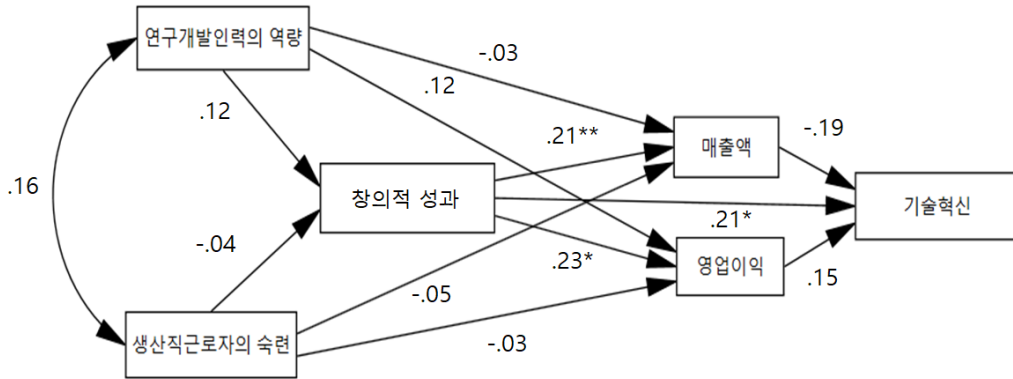 연구개발인력의 역량
-.03
.12
.12
.21**
매출액
-.19
.16
창의적 성과
기술혁신
.21*
-.04
.23*
영업이익
.15
-.05
생산직근로자의 숙련
-.03